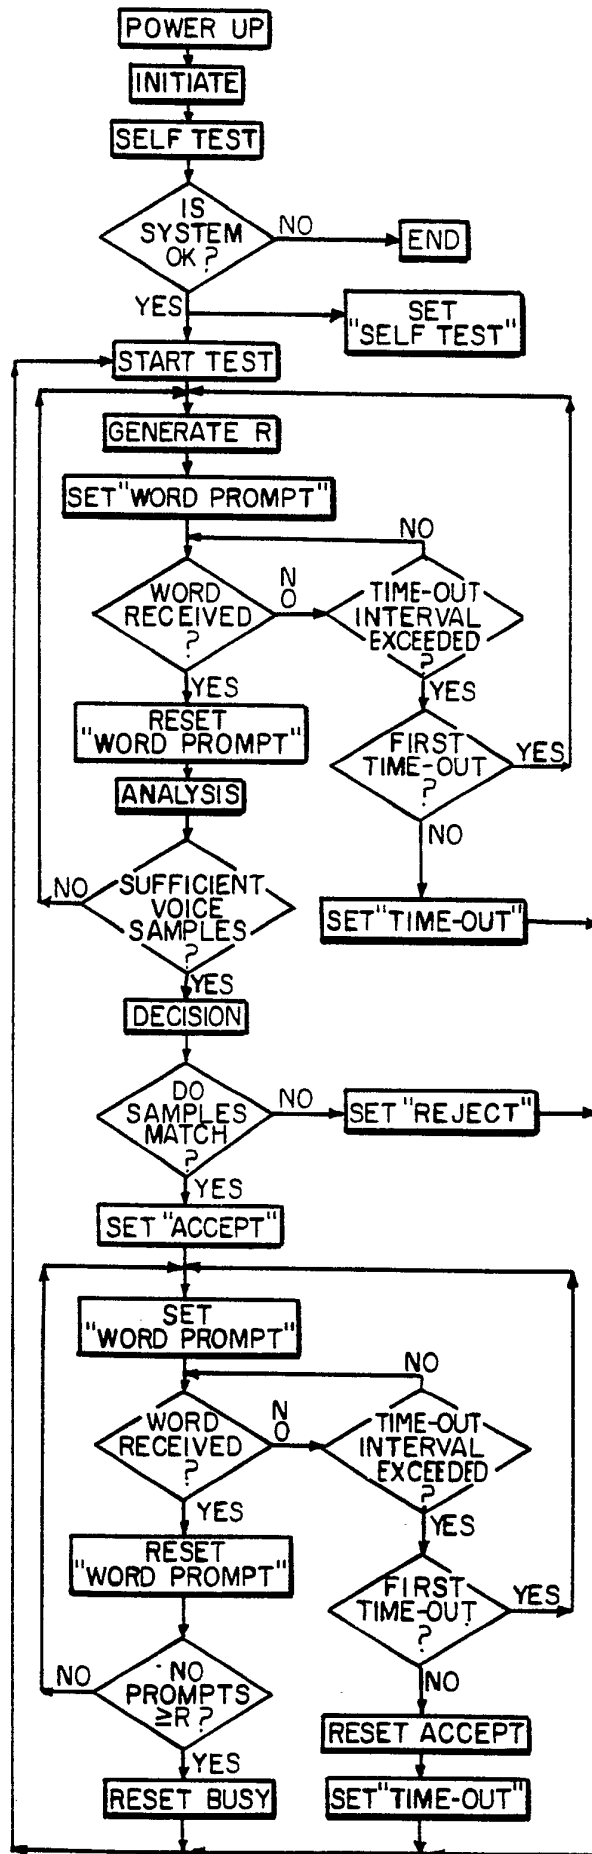 POWER UP
INITIATE
SELF TEST
IS
SYSTEM
OK?
NO
END
YES
SET
"SELF TEST"
START TEST
GENERATE R
SET "WORD PROMPT"
NO
WORD
RECEIVED
?
N
O
TIME-OUT
INTERVAL
EXCEEDED
?
YES
YES
RESET
"WORD PROMPT"
FIRST
TIME-OUT
?
YES
ANALYSIS
NO
SUFFICIENT
VOICE
SAMPLES
?
NO
SET "TIME-OUT"
YES
DECISION
DO
SAMPLES
MATCH
?
NO
SET "REJECT"
YES
SET "ACCEPT"
SET
"WORD PROMPT"
NO
WORD
RECEIVED
?
N
O
TIME-OUT
INTERVAL
EXCEEDED
?
YES
YES
RESET
"WORD PROMPT"
FIRST
TIME-OUT
?
YES
NO
NO
PROMPTS
≥R?
NO
RESET ACCEPT
YES
RESET BUSY
SET "TIME-OUT"